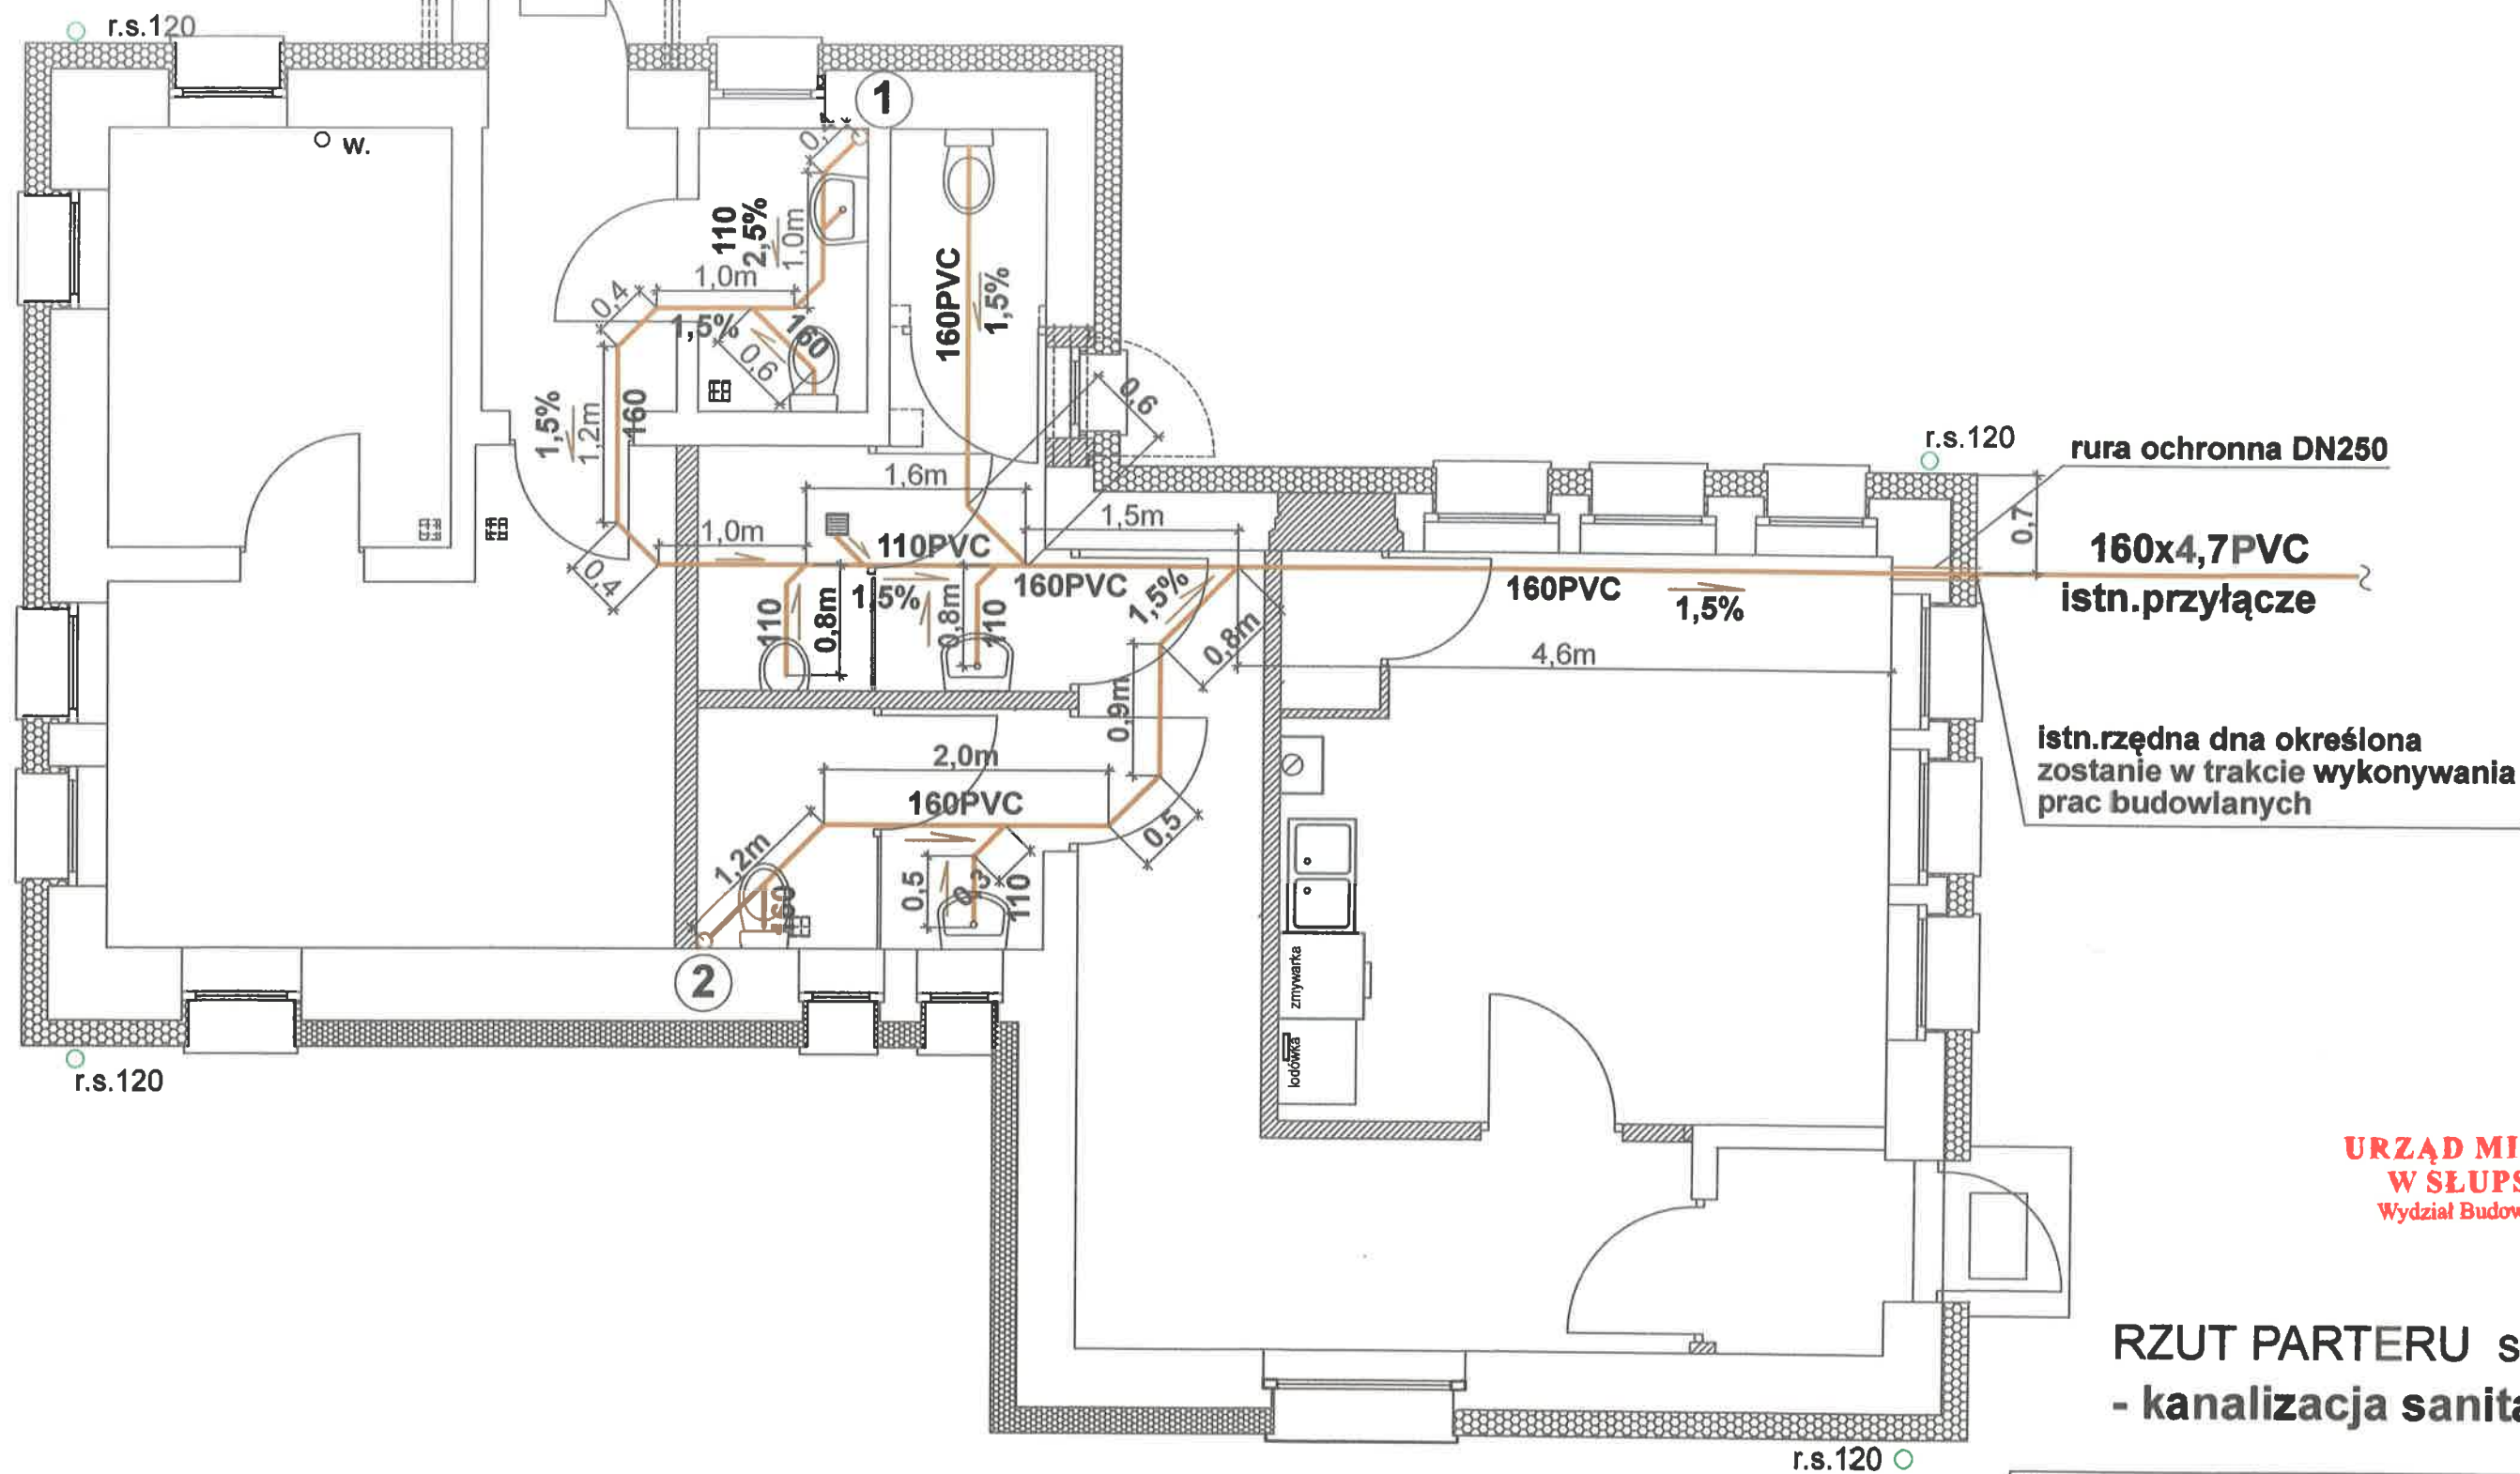 r.s.120
w.
1
110
2,5%
1,0m
1,0m
0,4
1,5%
160
0,6
160PVC
1,5%
0,6
1,5%
1,2m
160
0,4
1,6m
1,0m
110PVC
1,5m
160PVC
1,5%
110
0,8m
0,8m
110
1,5%
0,8m
0,9m
160PVC
1,5%
4,6m
r.s.120
rura ochronna DN250
0,7
160x4,7PVC
istn.przyłącze
istn.rzędna dna określona
zostanie w trakcie wykonywania
prac budowlanych
2,0m
160PVC
0,5
1,2m
160
0,5
0,3
110
2
zmywarka
lodówka
r.s.120
URZĄD MI
W SŁUPS
Wydział Budow
RZUT PARTERU s
- kanalizacja sanita
r.s.120